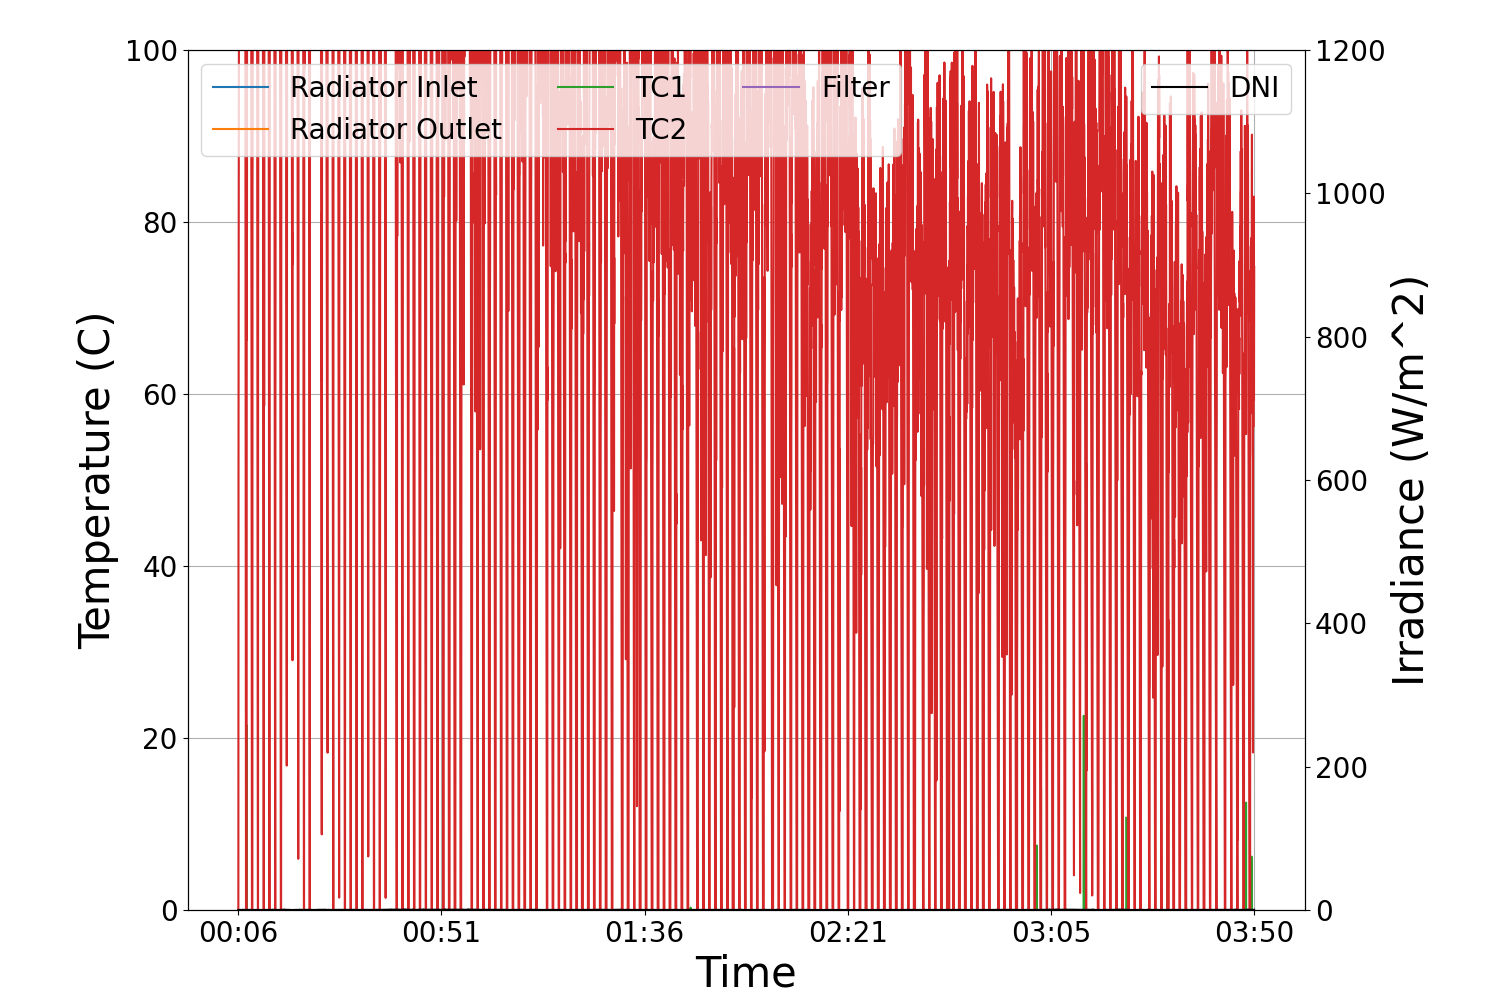 Radiator Inlet
Radiator Outlet
TC1
TC2
Filter
DNI
Temperature (C)
100
80
60
40
20
0
Irradiance (W/m^2)
1200
1000
800
600
400
200
0
00:06 00:51 01:36 02:21 03:05 03:50
Time